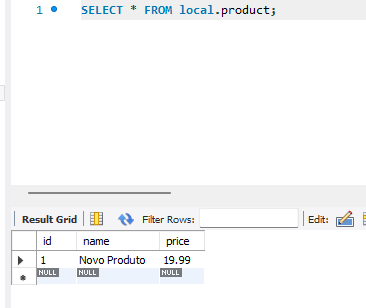 1 SELECT * FROM local.product;
Result Grid Filter Rows: Edit:
id name price
1 Novo Produto 19.99
NULL NULL NULL